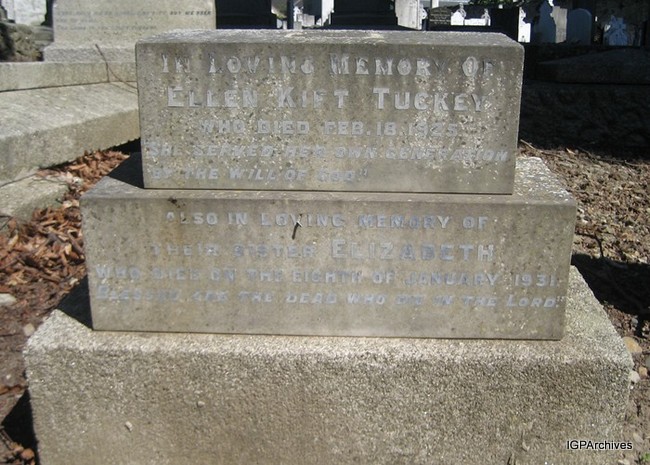 IN LOVING MEMORY OF
ELLEN KIFT TUCKEY
WHO DIED FEB. 18. 1925.
"SHE SERVED HER OWN GENERATION
BY THE WILL OF GOD."
ALSO IN LOVING MEMORY OF
THEIR SISTER ELIZABETH
WHO DIED ON THE EIGHTH OF JANUARY 1931.
BLESSED ARE THE DEAD WHO DIE IN THE LORD."
IGPArchives